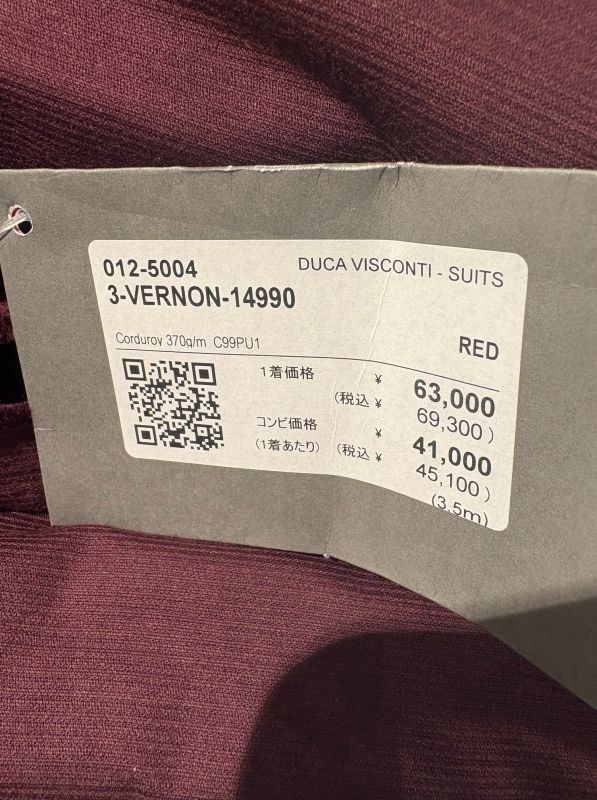 012-5004
DUCA VISCONTI - SUITS
3-VERNON-14990
RED
Corduroy 370g/m C99PU1
1着価格 ¥ 63,000
(税込 ¥ 69,300 )
コンビ価格 ¥ 41,000
(1着あたり) (税込 ¥ 45,100 )
(3.5m)